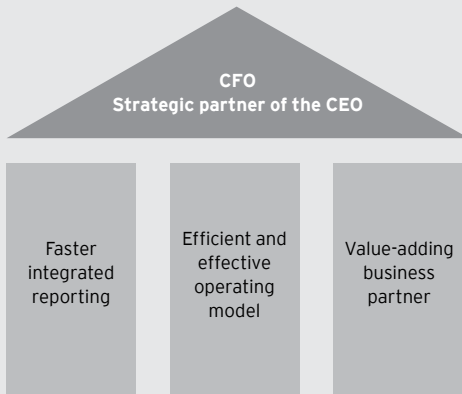 CFO
Strategic partner of the CEO
Faster
integrated
reporting
Efficient and
effective
operating
model
Value-adding
business
partner